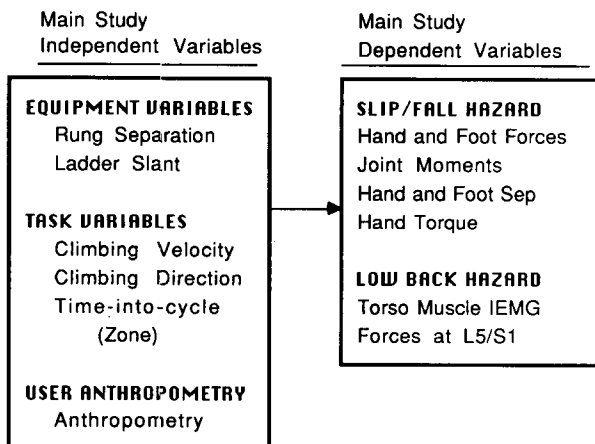 Main Study
Independent Variables
EQUIPMENT VARIABLES
Rung Separation
Ladder Slant
TASK VARIABLES
Climbing Velocity
Climbing Direction
Time-into-cycle
(Zone)
USER ANTHROPOMETRY
Anthropometry
Main Study
Dependent Variables
SLIP/FALL HAZARD
Hand and Foot Forces
Joint Moments
Hand and Foot Sep
Hand Torque
LOW BACK HAZARD
Torso Muscle IEMG
Forces at L5/S1